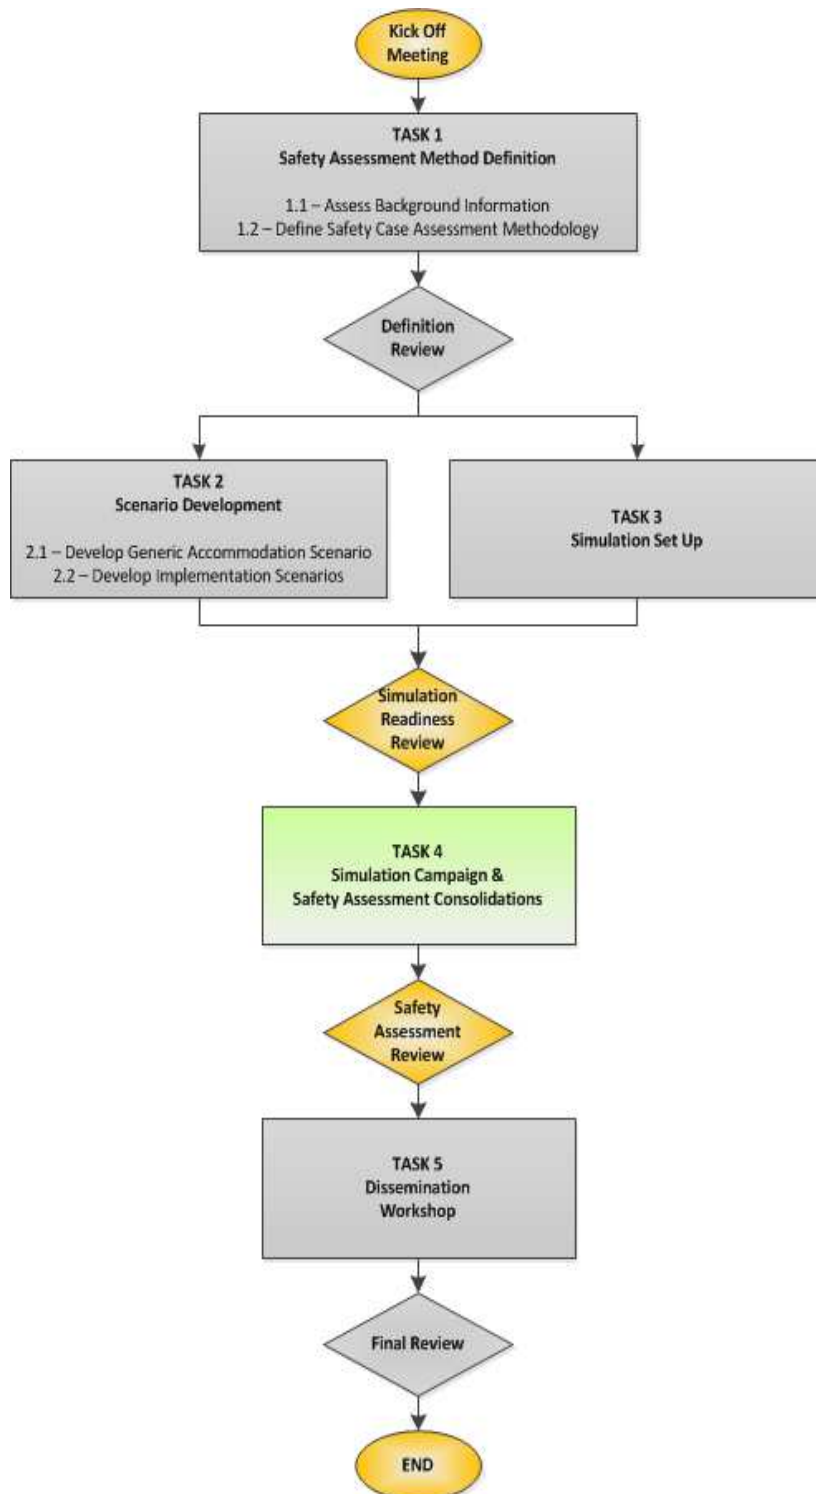 Kick Off
Meeting
TASK 1
Safety Assessment Method Definition
1.1 – Assess Background Information
1.2 – Define Safety Case Assessment Methodology
Definition
Review
TASK 2
Scenario Development
2.1 – Develop Generic Accommodation Scenario
2.2 – Develop Implementation Scenarios
TASK 3
Simulation Set Up
Simulation
Readiness
Review
TASK 4
Simulation Campaign &
Safety Assessment Consolidations
Safety
Assessment
Review
TASK 5
Dissemination
Workshop
Final Review
END